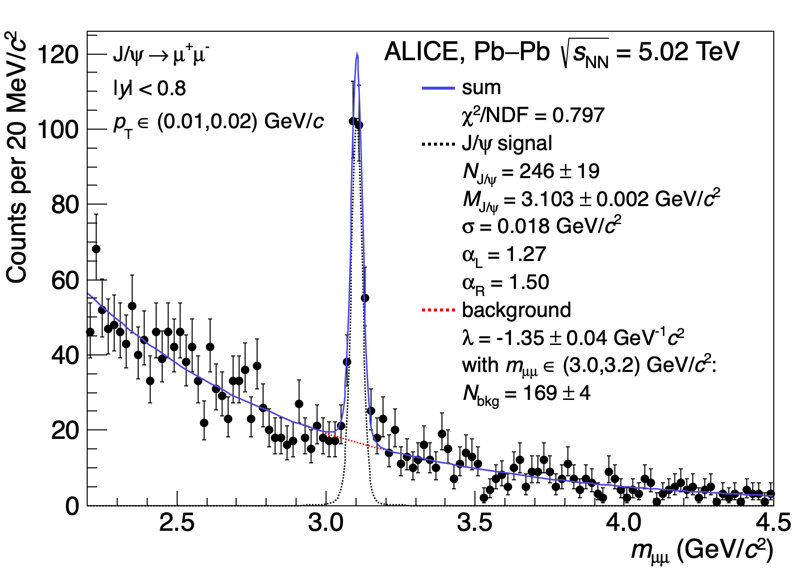 J/ψ → μ⁺μ⁻
|y| < 0.8
p_T ∈ (0.01,0.02) GeV/c
ALICE, Pb–Pb √s_NN = 5.02 TeV
sum
χ²/NDF = 0.797
J/ψ signal
N_J/ψ = 246 ± 19
M_J/ψ = 3.103 ± 0.002 GeV/c²
σ = 0.018 GeV/c²
α_L = 1.27
α_R = 1.50
background
λ = -1.35 ± 0.04 GeV⁻¹c²
with m_μμ ∈ (3.0,3.2) GeV/c²:
N_bkg = 169 ± 4
Counts per 20 MeV/c²
120
100
80
60
40
20
0
2.5 3.0 3.5 4.0 4.5
m_μμ (GeV/c²)